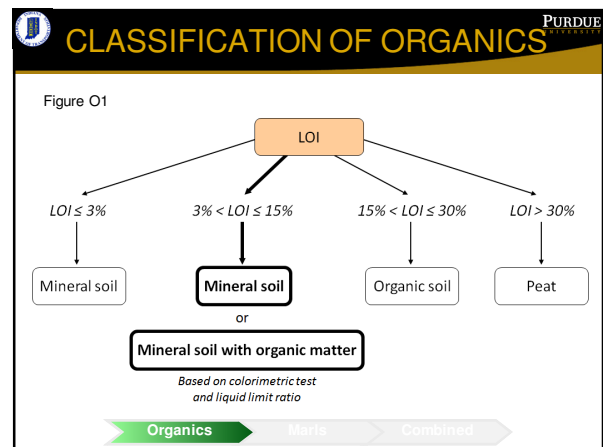 PURDUE
UNIVERSITY
CLASSIFICATION OF ORGANICS
Figure O1
LOI
LOI ≤ 3%
3% < LOI ≤ 15%
15% < LOI ≤ 30%
LOI > 30%
Mineral soil
Mineral soil
Organic soil
Peat
or
Mineral soil with organic matter
Based on colorimetric test
and liquid limit ratio
Organics
Marls
Combined